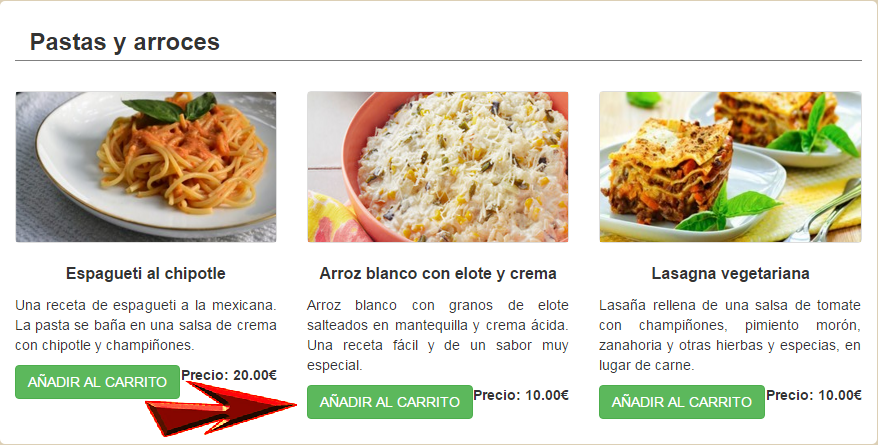 Pastas y arroces
Espagueti al chipotle
Una receta de espagueti a la mexicana.
La pasta se baña en una salsa de crema
con chipotle y champiñones.
AÑADIR AL CARRITO
Precio: 20.00€
Arroz blanco con elote y crema
Arroz blanco con granos de elote
salteados en mantequilla y crema ácida.
Una receta fácil y de un sabor muy
especial.
AÑADIR AL CARRITO
Precio: 10.00€
Lasagna vegetariana
Lasaña rellena de una salsa de tomate
con champiñones, pimiento morón,
zanahoria y otras hierbas y especias, en
lugar de carne.
AÑADIR AL CARRITO
Precio: 10.00€